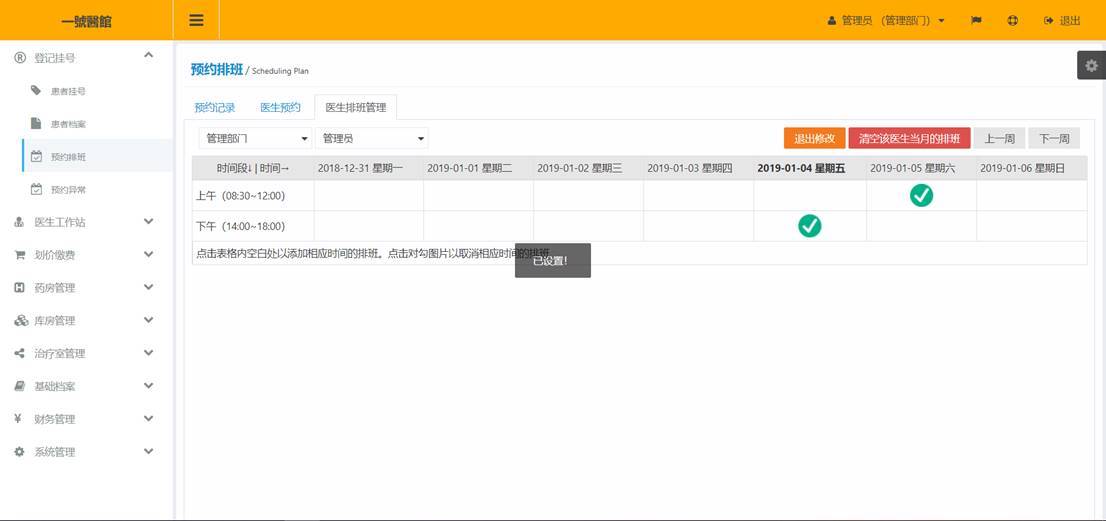 一號醫館
管理员 (管理部门)
退出
登记挂号
患者挂号
患者档案
预约排班
预约异常
医生工作站
划价缴费
药房管理
库房管理
治疗室管理
基础档案
财务管理
系统管理
预约排班 / Scheduling Plan
预约记录 医生预约 医生排班管理
管理部门 管理员 退出修改 清空该医生当月的排班 上一周 下一周
时间段↓ | 时间→ 2018-12-31 星期一 2019-01-01 星期二 2019-01-02 星期三 2019-01-03 星期四 2019-01-04 星期五 2019-01-05 星期六 2019-01-06 星期日
上午 (08:30~12:00)
下午 (14:00~18:00)
点击表格内空白处以添加相应时间的排班。点击对勾图片以取消相应时间的排班
已设置!